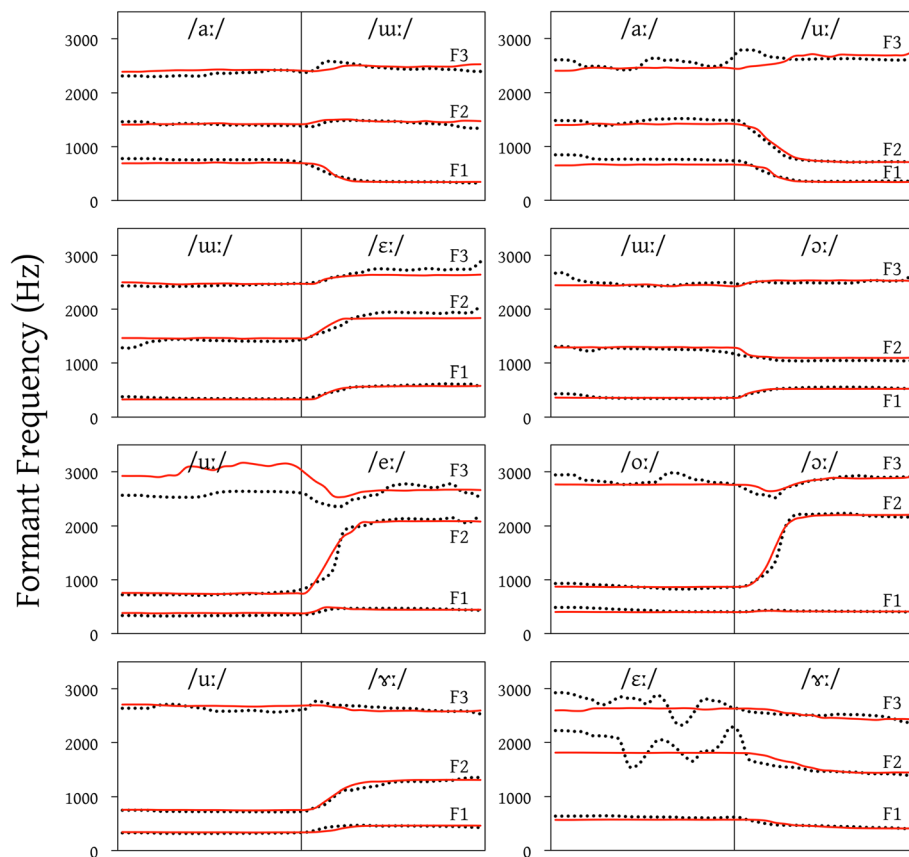 Formant Frequency (Hz)
/aː/ /ɯː/
3000
2000
1000
0
F3
F2
F1
/aː/ /uː/
3000
2000
1000
0
F3
F2
F1
/ɯː/ /ɛː/
3000
2000
1000
0
F3
F2
F1
/ɯː/ /ɔː/
3000
2000
1000
0
F3
F2
F1
/uː/ /eː/
3000
2000
1000
0
F3
F2
F1
/oː/ /ɔː/
3000
2000
1000
0
F3
F2
F1
/uː/ /ɤː/
3000
2000
1000
0
F3
F2
F1
/ɛː/ /ɤː/
3000
2000
1000
0
F3
F2
F1